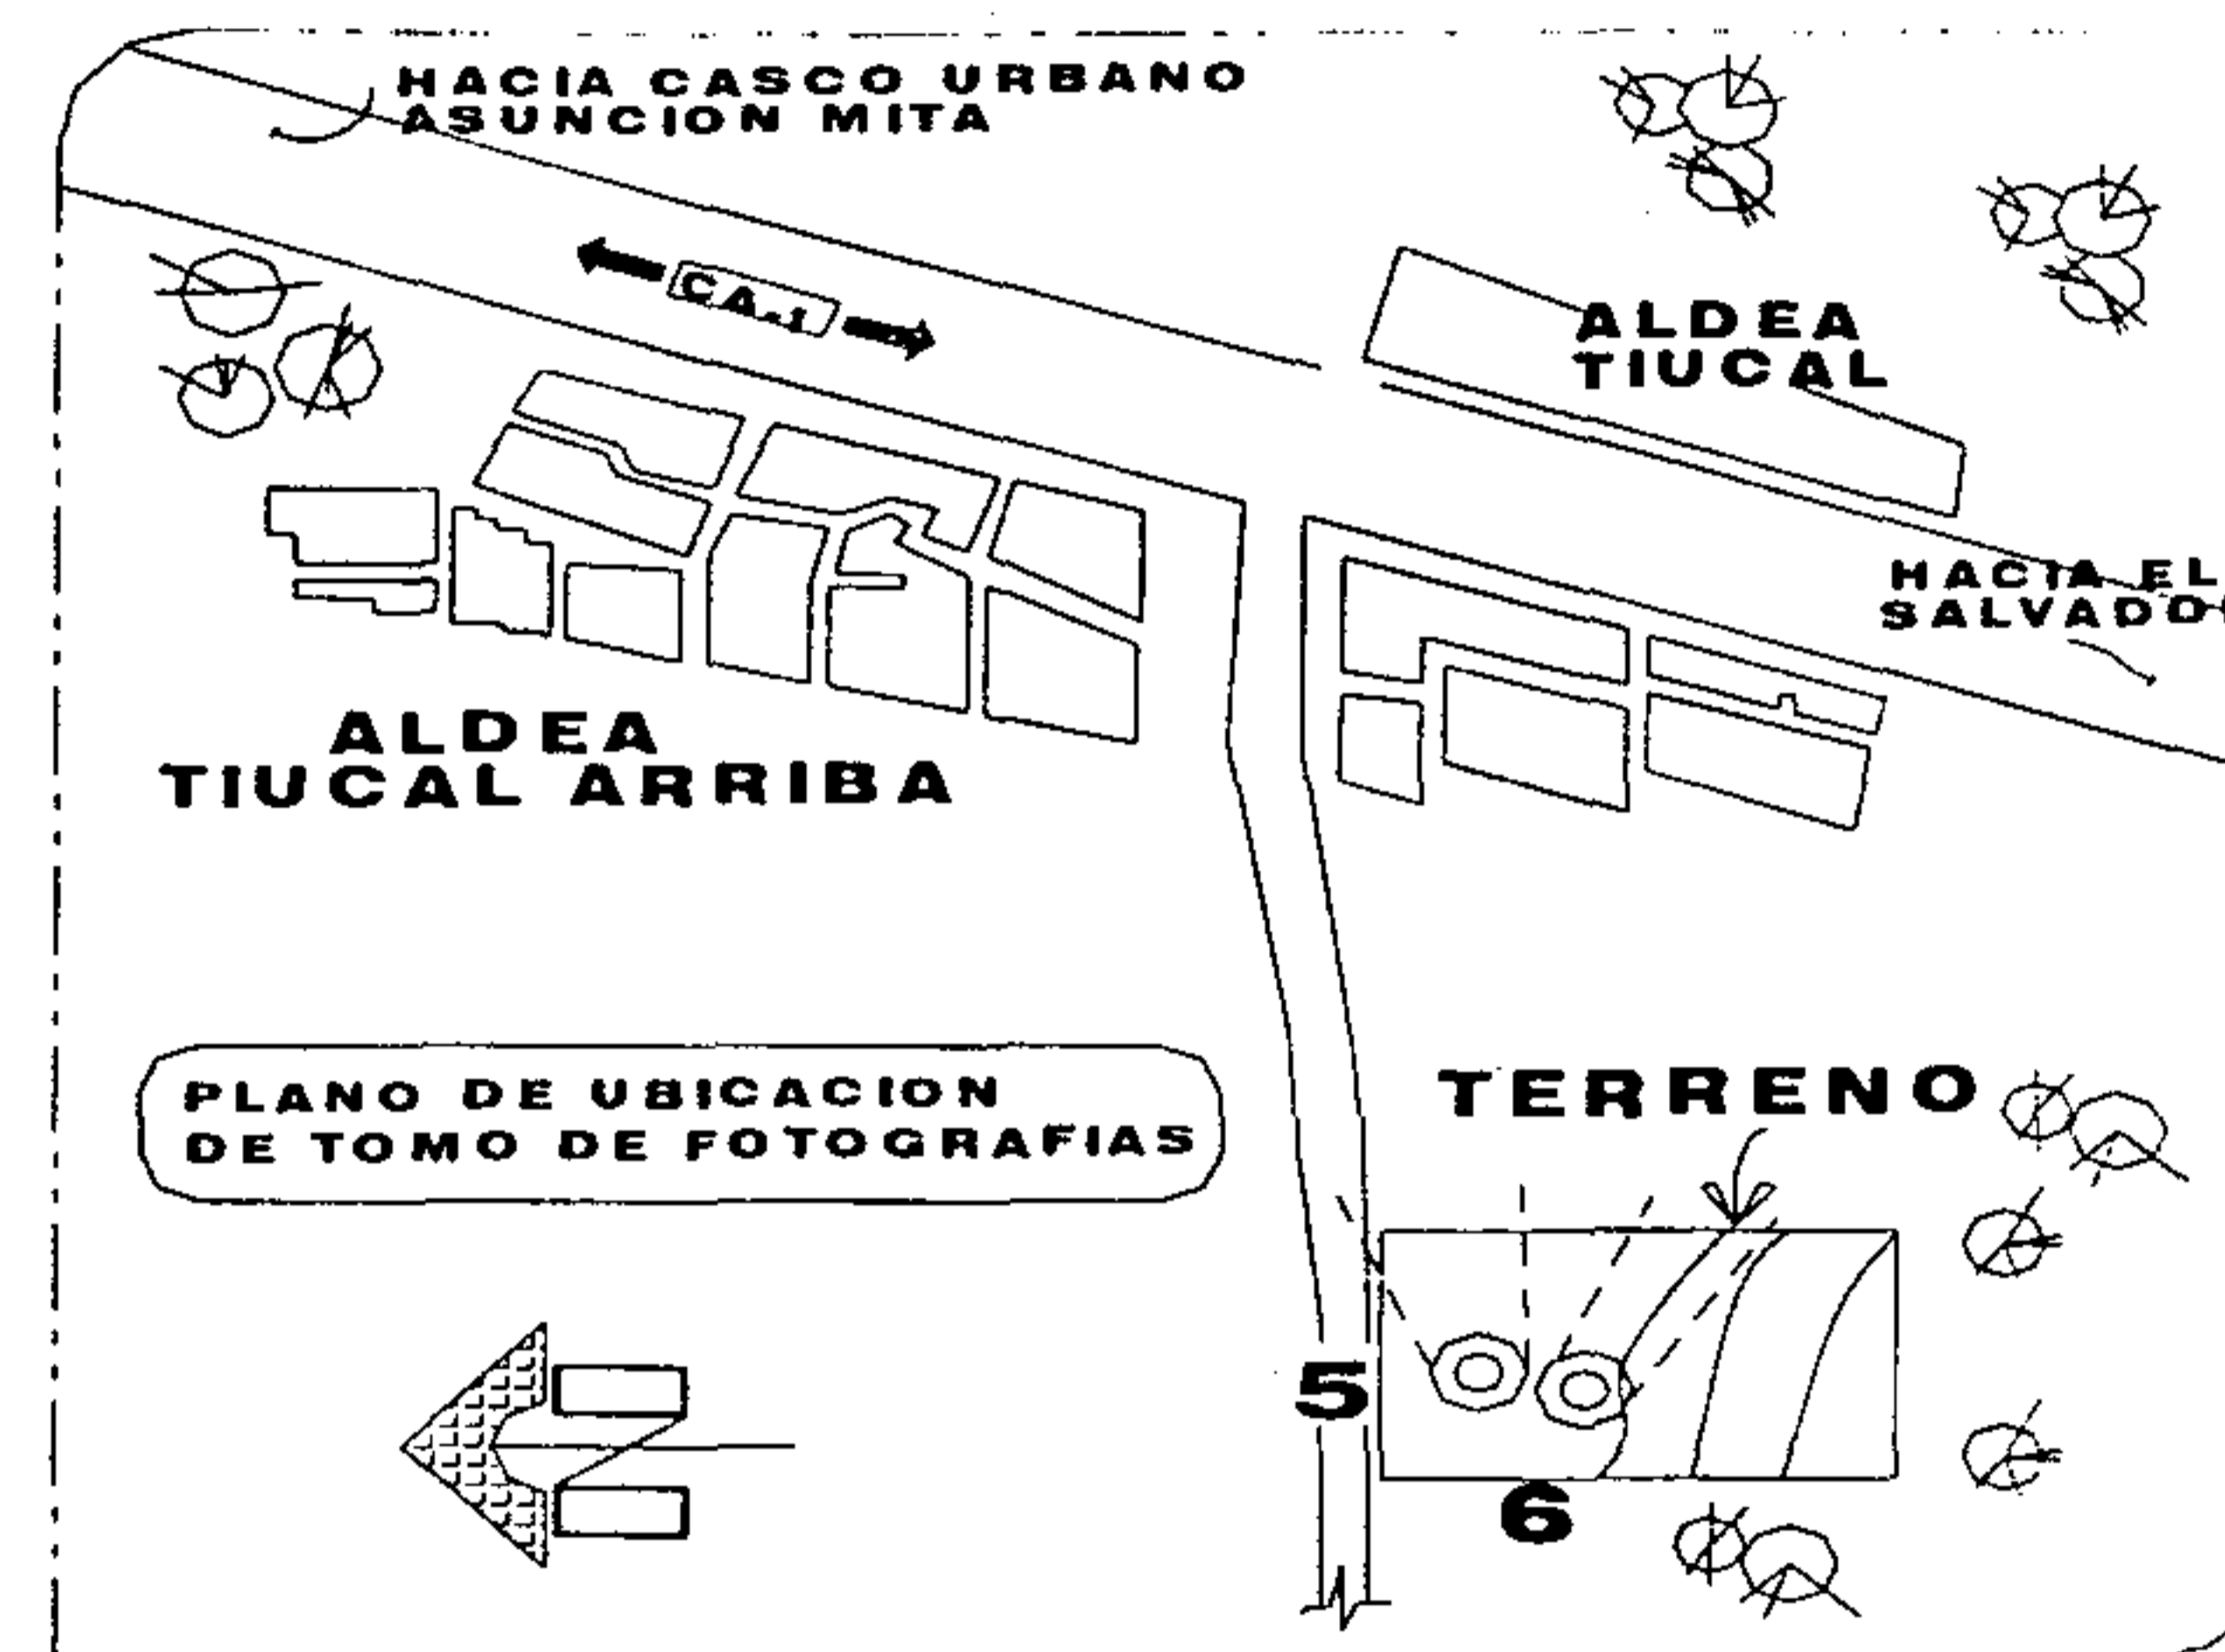 HACIA CASCO URBANO
ASUNCION MITA
CA-1
ALDEA
TIUCAL
HACIA EL
SALVADOR
ALDEA
TIUCAL ARRIBA
PLANO DE UBICACION
DE TOMO DE FOTOGRAFIAS
TERRENO
5
6